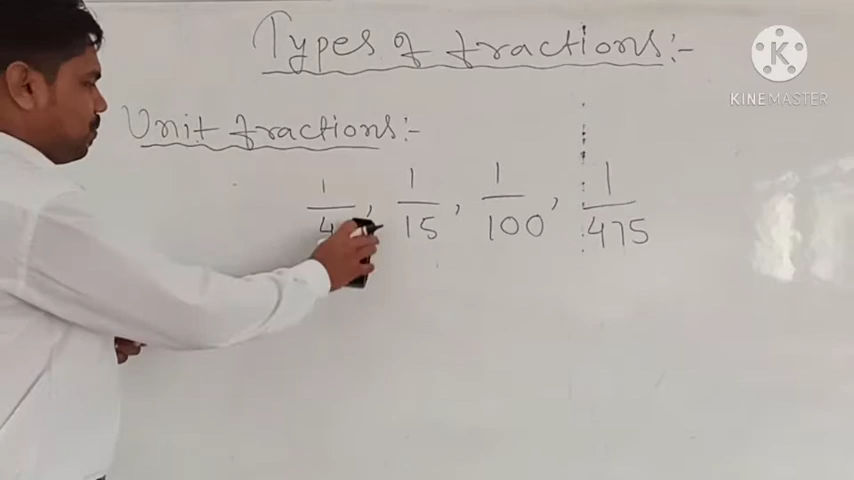 Types of fractions:-
K
KINEMASTER
Unit fractions:-
1/4, 1/15, 1/100, 1/475